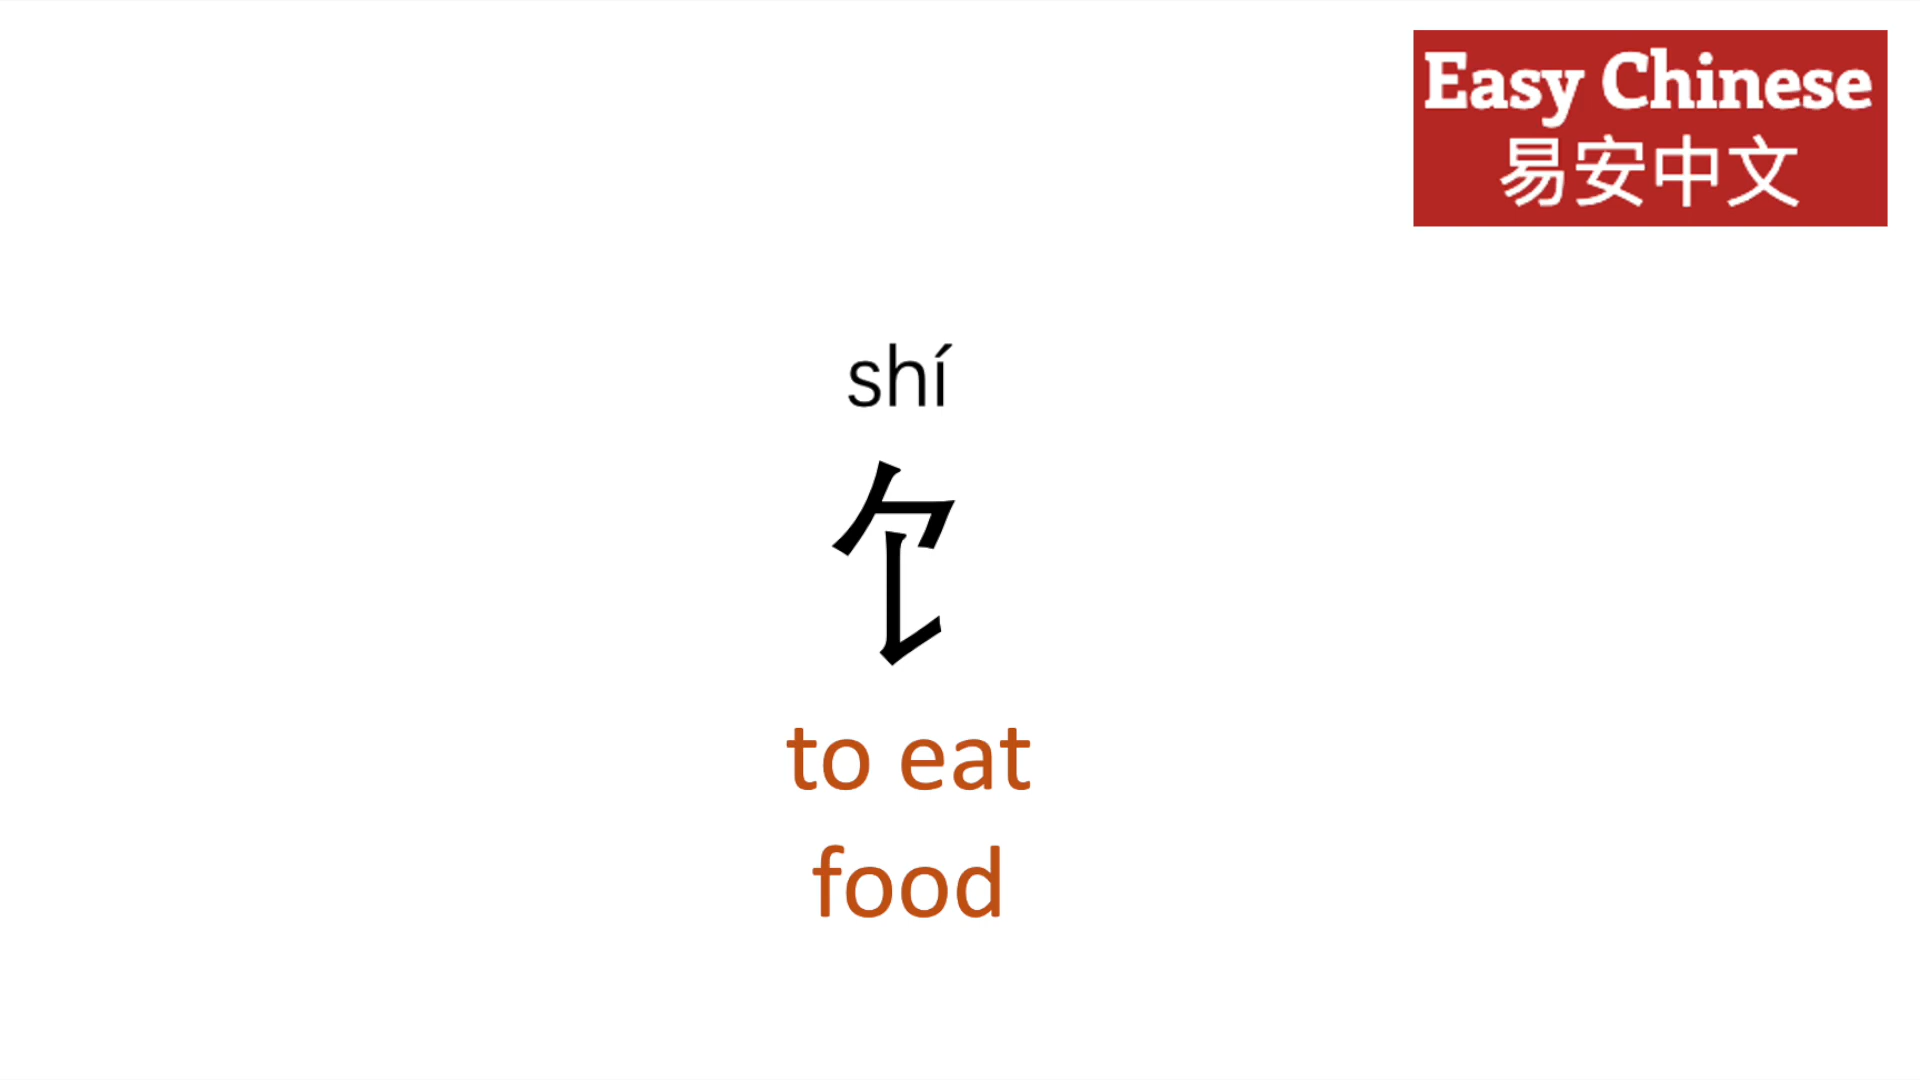 Easy Chinese
易安中文
shí
饣
to eat
food